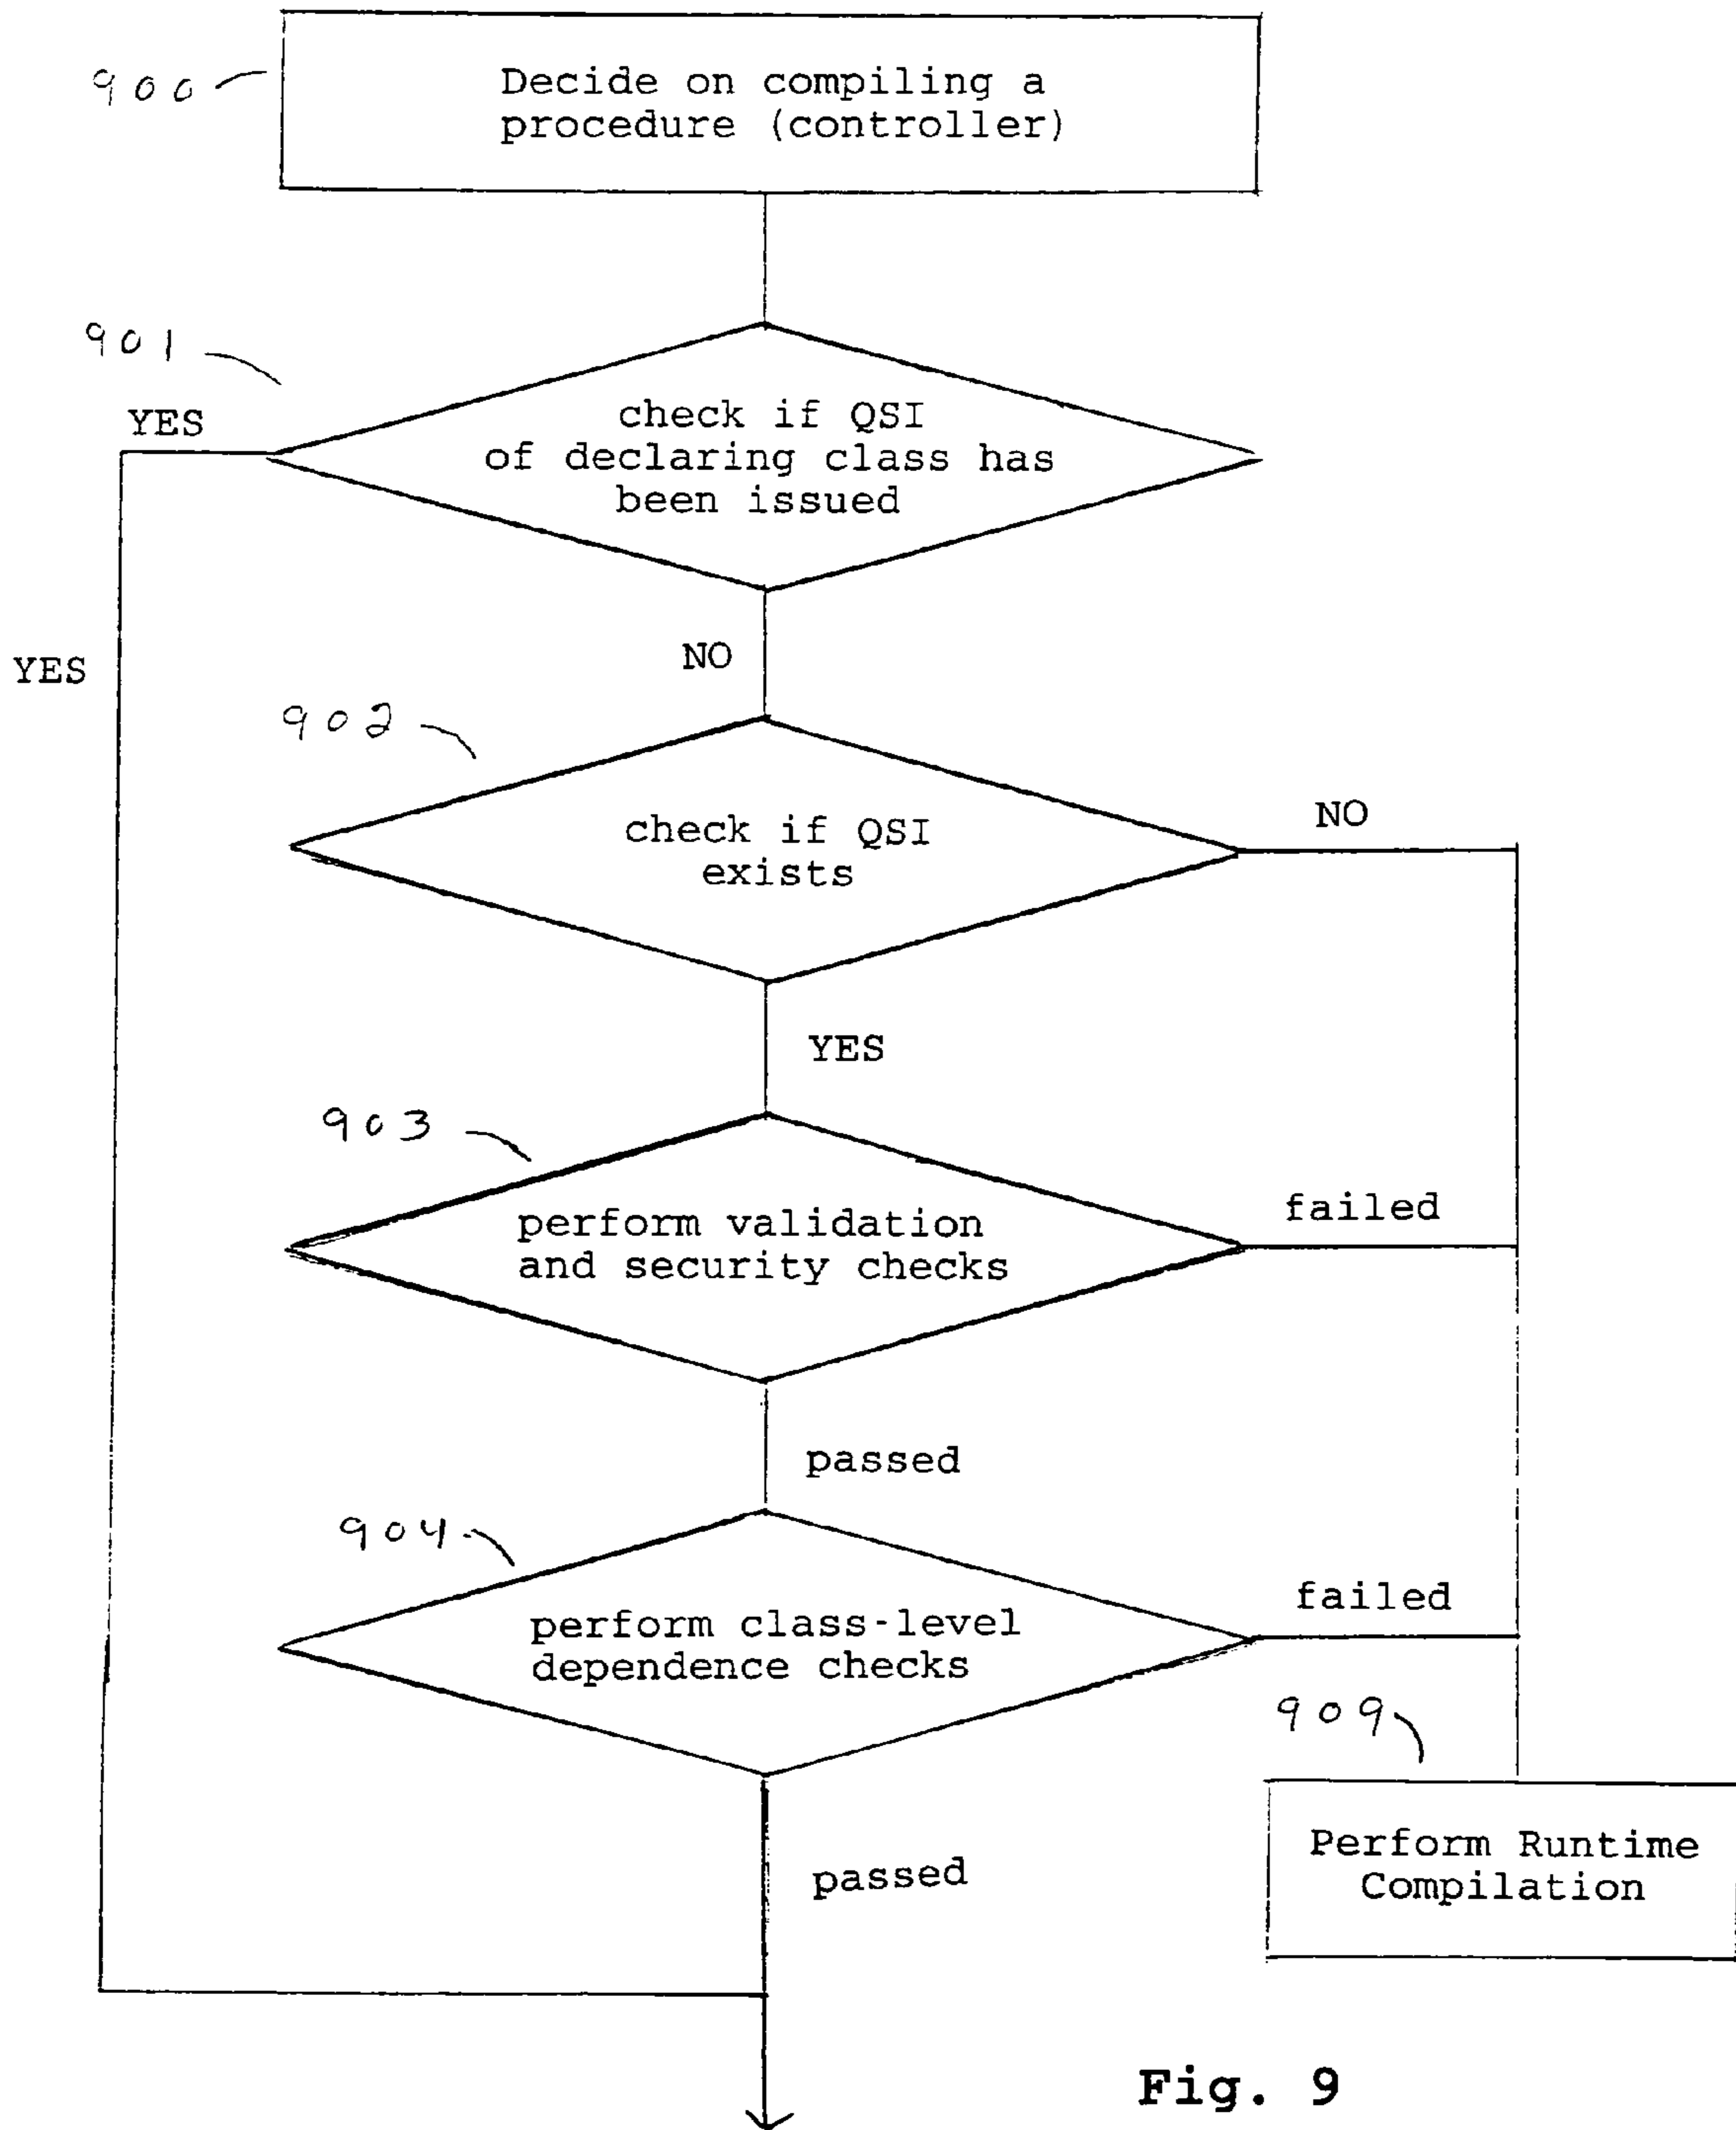 900
Decide on compiling a
procedure (controller)
901
YES
check if QSI
of declaring class has
been issued
YES
NO
902
check if QSI
exists
NO
YES
903
perform validation
and security checks
failed
passed
904
perform class-level
dependence checks
failed
909
Perform Runtime
Compilation
passed
Fig. 9